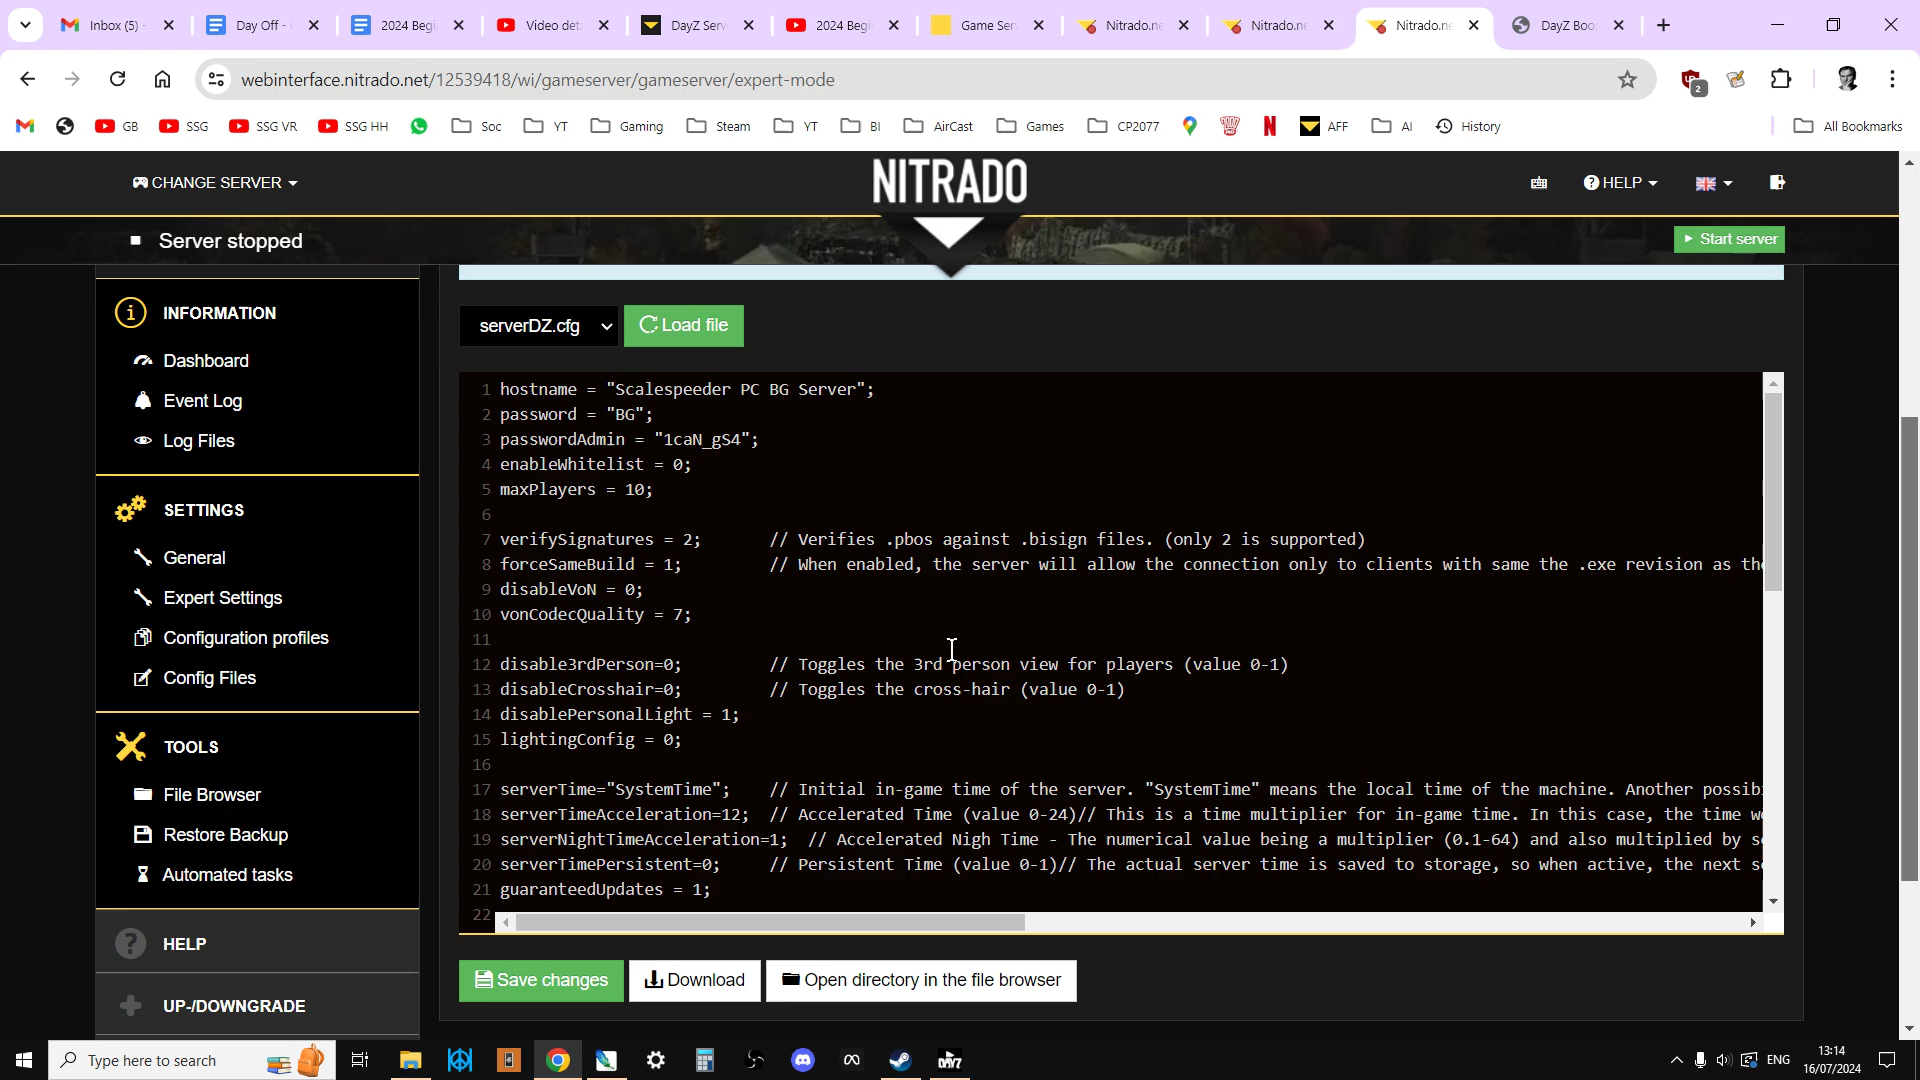 Inbox (5)
Day Off -
2024 Begi
Video det
DayZ Serv
2024 Begi
Game Ser
Nitrado.ne
Nitrado.ne
Nitrado.ne
DayZ Boo
webinterface.nitrado.net/12539418/wi/gameserver/gameserver/expert-mode
2
GB
SSG
SSG VR
SSG HH
Soc
YT
Gaming
Steam
YT
BI
AirCast
Games
CP2077
AFF
AI
History
All Bookmarks
CHANGE SERVER
NITRADO
HELP
Server stopped
Start server
INFORMATION
Dashboard
Event Log
Log Files
SETTINGS
General
Expert Settings
Configuration profiles
Config Files
TOOLS
File Browser
Restore Backup
Automated tasks
HELP
UP-/DOWNGRADE
serverDZ.cfg
Load file
1 hostname = "Scalespeeder PC BG Server";
2 password = "BG";
3 passwordAdmin = "1caN_gS4";
4 enableWhitelist = 0;
5 maxPlayers = 10;
6
7 verifySignatures = 2; // Verifies .pbos against .bisign files. (only 2 is supported)
8 forceSameBuild = 1; // When enabled, the server will allow the connection only to clients with same the .exe revision as the
9 disableVoN = 0;
10 vonCodecQuality = 7;
11
12 disable3rdPerson=0; // Toggles the 3rd person view for players (value 0-1)
13 disableCrosshair=0; // Toggles the cross-hair (value 0-1)
14 disablePersonalLight = 1;
15 lightingConfig = 0;
16
17 serverTime="SystemTime"; // Initial in-game time of the server. "SystemTime" means the local time of the machine. Another possib
18 serverTimeAcceleration=12; // Accelerated Time (value 0-24)// This is a time multiplier for in-game time. In this case, the time w
19 serverNightTimeAcceleration=1; // Accelerated Nigh Time - The numerical value being a multiplier (0.1-64) and also multiplied by s
20 serverTimePersistent=0; // Persistent Time (value 0-1)// The actual server time is saved to storage, so when active, the next s
21 guaranteedUpdates = 1;
22
Save changes
Download
Open directory in the file browser
Type here to search
ENG
13:14
16/07/2024